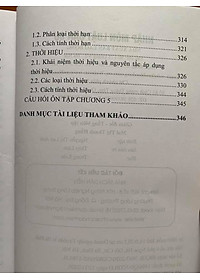 1.2. Phân loại thời hạn 314
1.3. Cách tính thời hạn 321
2. THỜI HIỆU 326
2.1. Khái niệm thời hiệu và nguyên tắc áp dụng
thời hiệu 326
2.2. Các loại thời hiệu 330
2.3. Cách tính thời hiệu 344
CÂU HỎI ÔN TẬP CHƯƠNG 5 345
DANH MỤC TÀI LIỆU THAM KHẢO 346